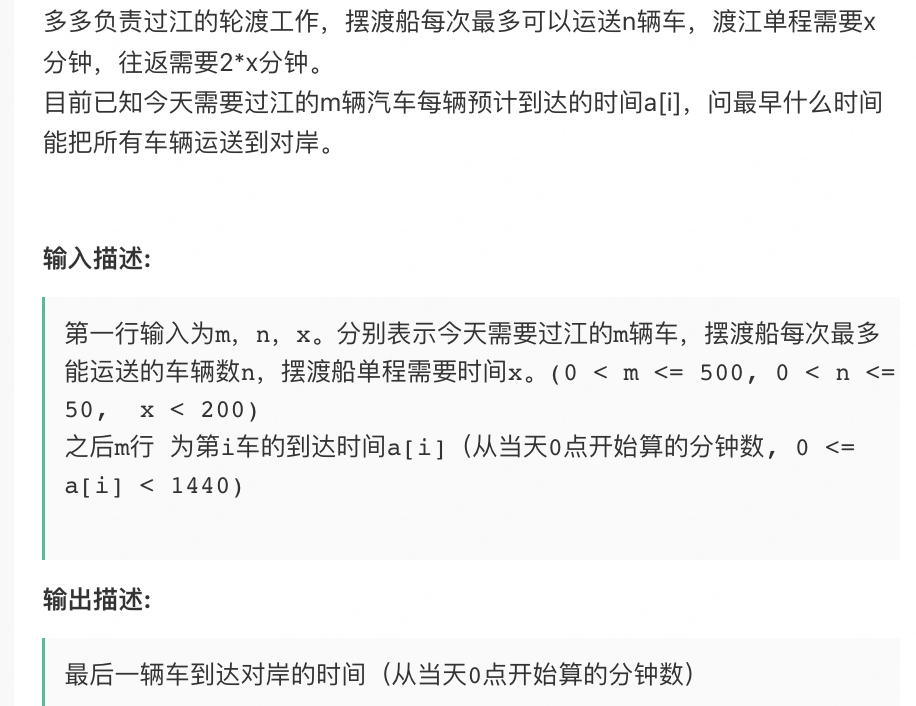 多多负责过江的轮渡工作，摆渡船每次最多可以运送n辆车，渡江单程需要x
分钟，往返需要2*x分钟。
目前已知今天需要过江的m辆汽车每辆预计到达的时间a[i]，问最早什么时间
能把所有车辆运送到对岸。
输入描述:
第一行输入为m，n，x。分别表示今天需要过江的m辆车，摆渡船每次最多
能运送的车辆数n，摆渡船单程需要时间x。(0 < m <= 500, 0 < n <=
50,  x < 200)
之后m行 为第i车的到达时间a[i]（从当天0点开始算的分钟数, 0 <=
a[i] < 1440)
输出描述:
最后一辆车到达对岸的时间（从当天0点开始算的分钟数）